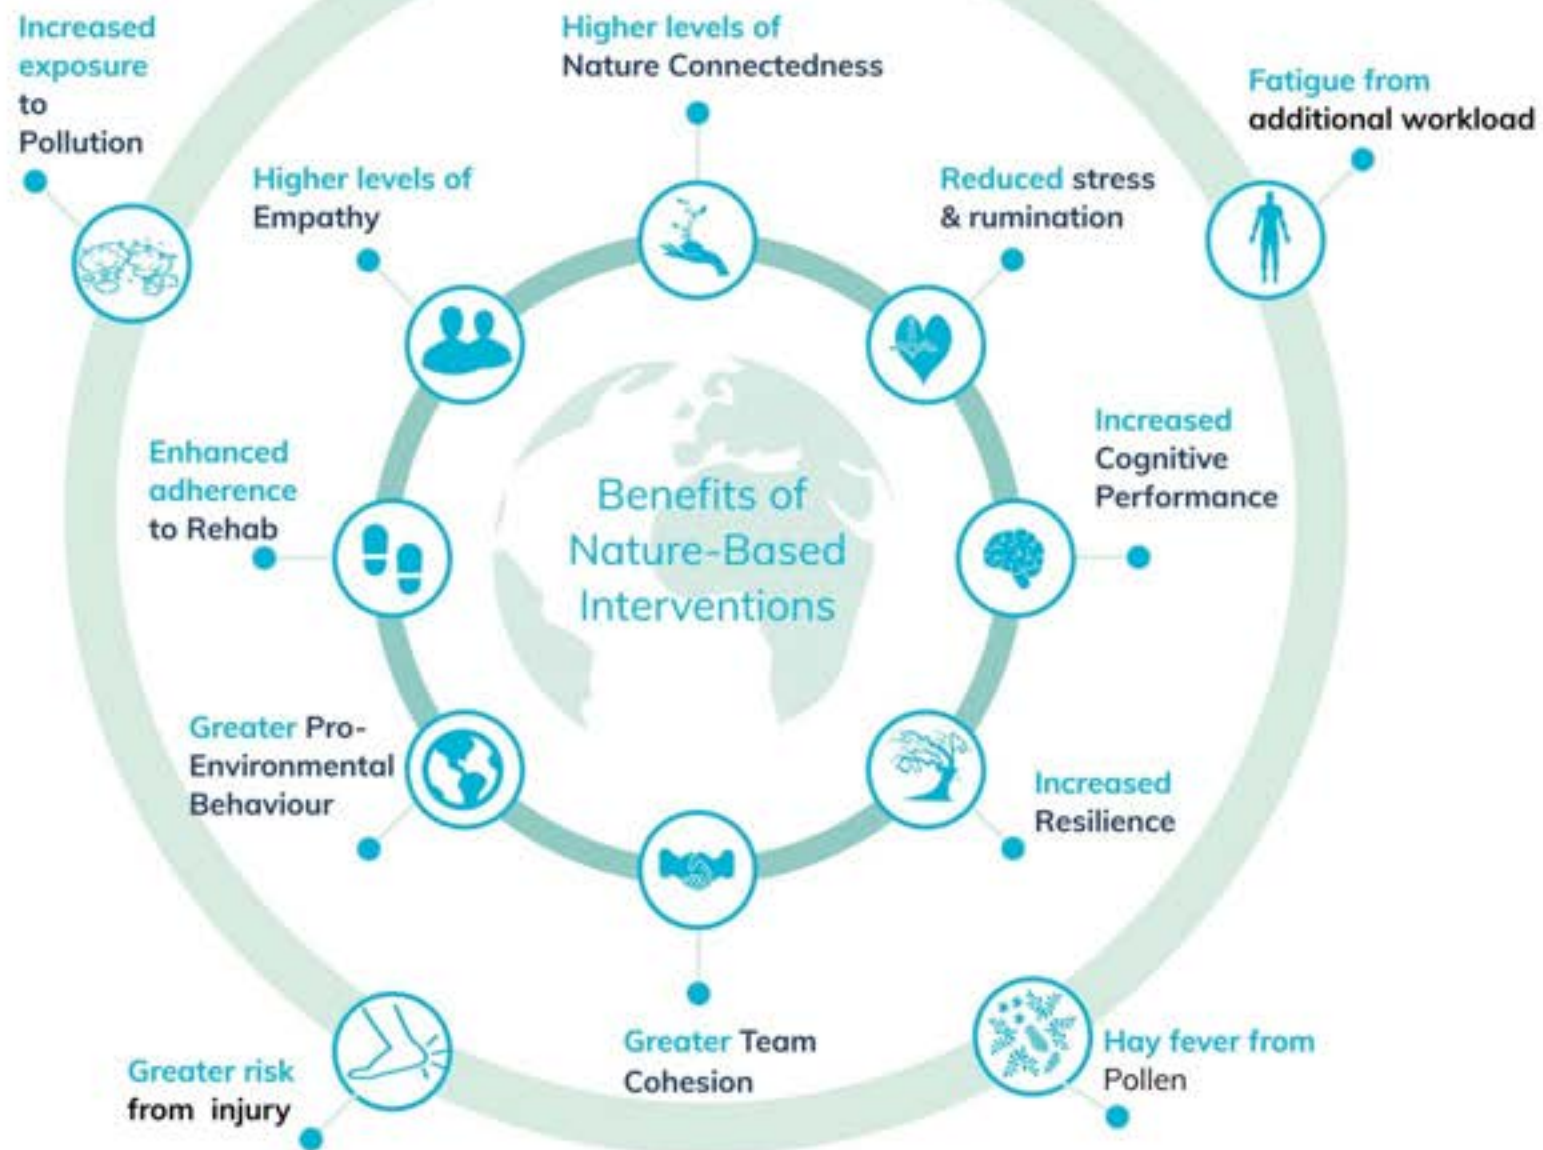 Increased
exposure
to
Pollution
Higher levels of
Nature Connectedness
Fatigue from
additional workload
Higher levels of
Empathy
Reduced stress
& rumination
Enhanced
adherence
to Rehab
Benefits of
Nature-Based
Interventions
Increased
Cognitive
Performance
Greater Pro-
Environmental
Behaviour
Increased
Resilience
Greater risk
from injury
Greater Team
Cohesion
Hay fever from
Pollen